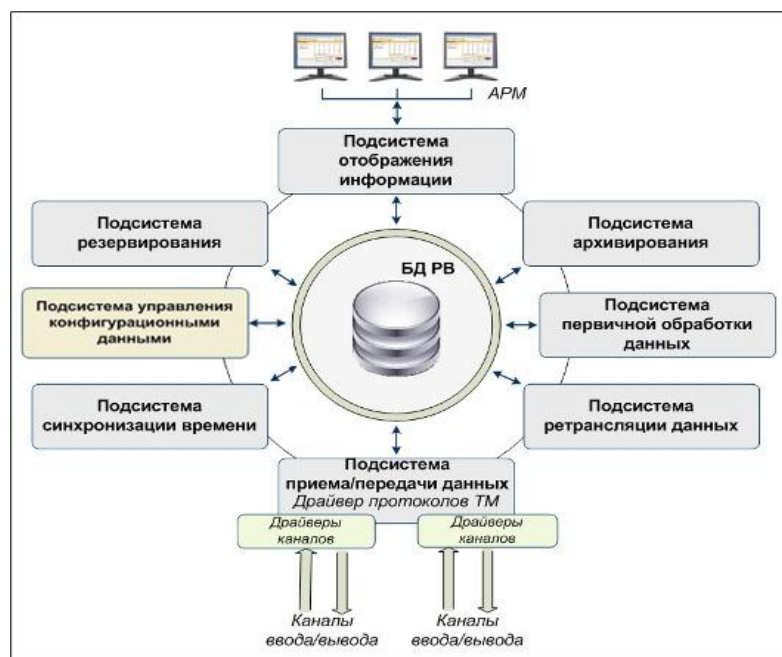 АРМ
Подсистема
отображения
информации
Подсистема
резервирования
Подсистема
архивирования
БД РВ
Подсистема управления
конфигурационными
данными
Подсистема
первичной обработки
данных
Подсистема
синхронизации времени
Подсистема
ретрансляции данных
Подсистема
приема/передачи данных
Драйвер протоколов ТМ
Драйверы
каналов
Драйверы
каналов
Каналы
ввода/вывода
Каналы
ввода/вывода